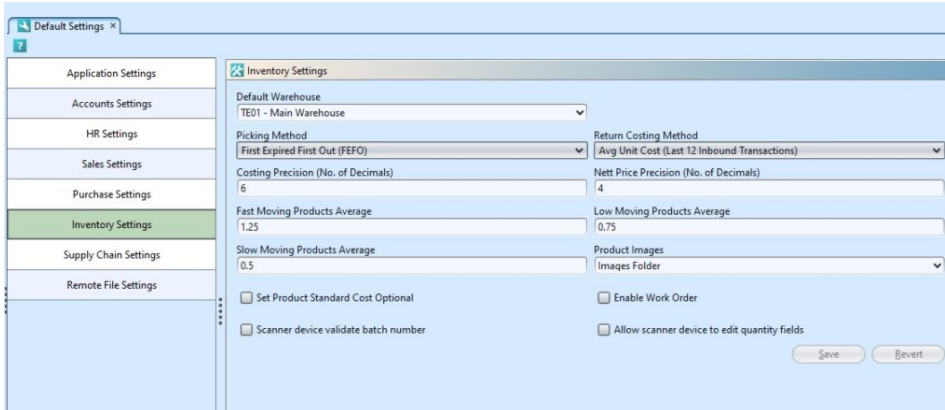 Default Settings ×
?
Application Settings
Accounts Settings
HR Settings
Sales Settings
Purchase Settings
Inventory Settings
Supply Chain Settings
Remote File Settings
Inventory Settings
Default Warehouse
TE01 - Main Warehouse
Picking Method
Return Costing Method
First Expired First Out (FEFO)
Avg Unit Cost (Last 12 Inbound Transactions)
Costing Precision (No. of Decimals)
Nett Price Precision (No. of Decimals)
6
4
Fast Moving Products Average
Low Moving Products Average
1.25
0.75
Slow Moving Products Average
Product Images
0.5
Images Folder
Set Product Standard Cost Optional
Enable Work Order
Scanner device validate batch number
Allow scanner device to edit quantity fields
Save
Revert